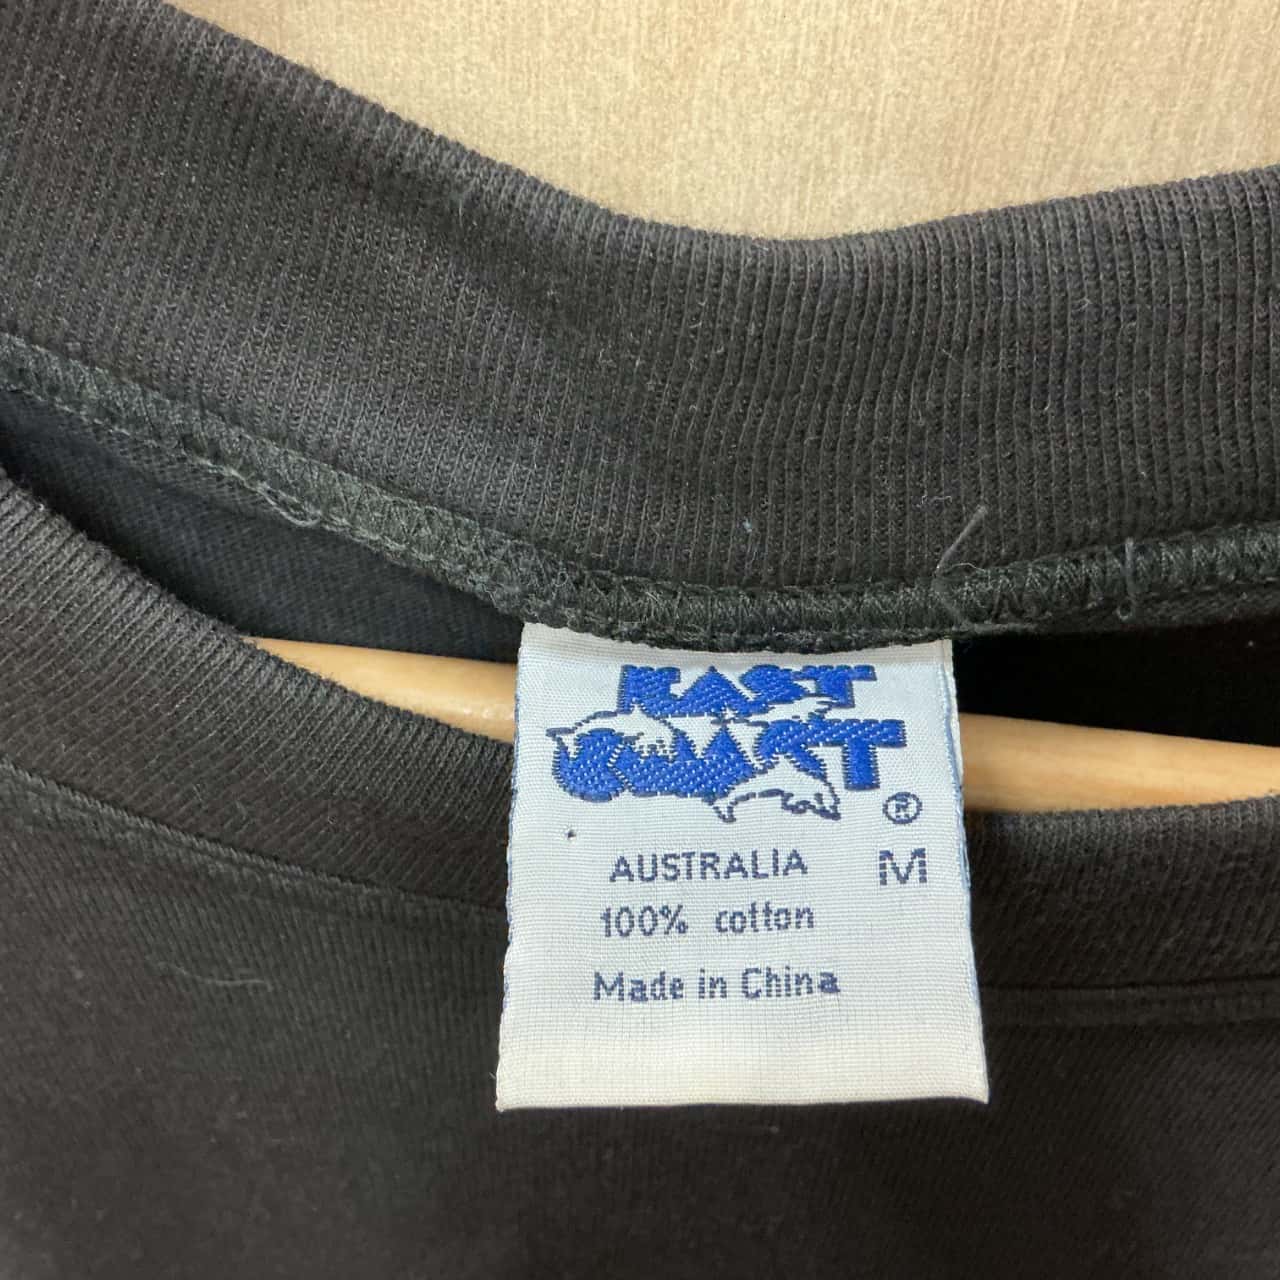 EAST
COAST
®
AUSTRALIA M
100% cotton
Made in China